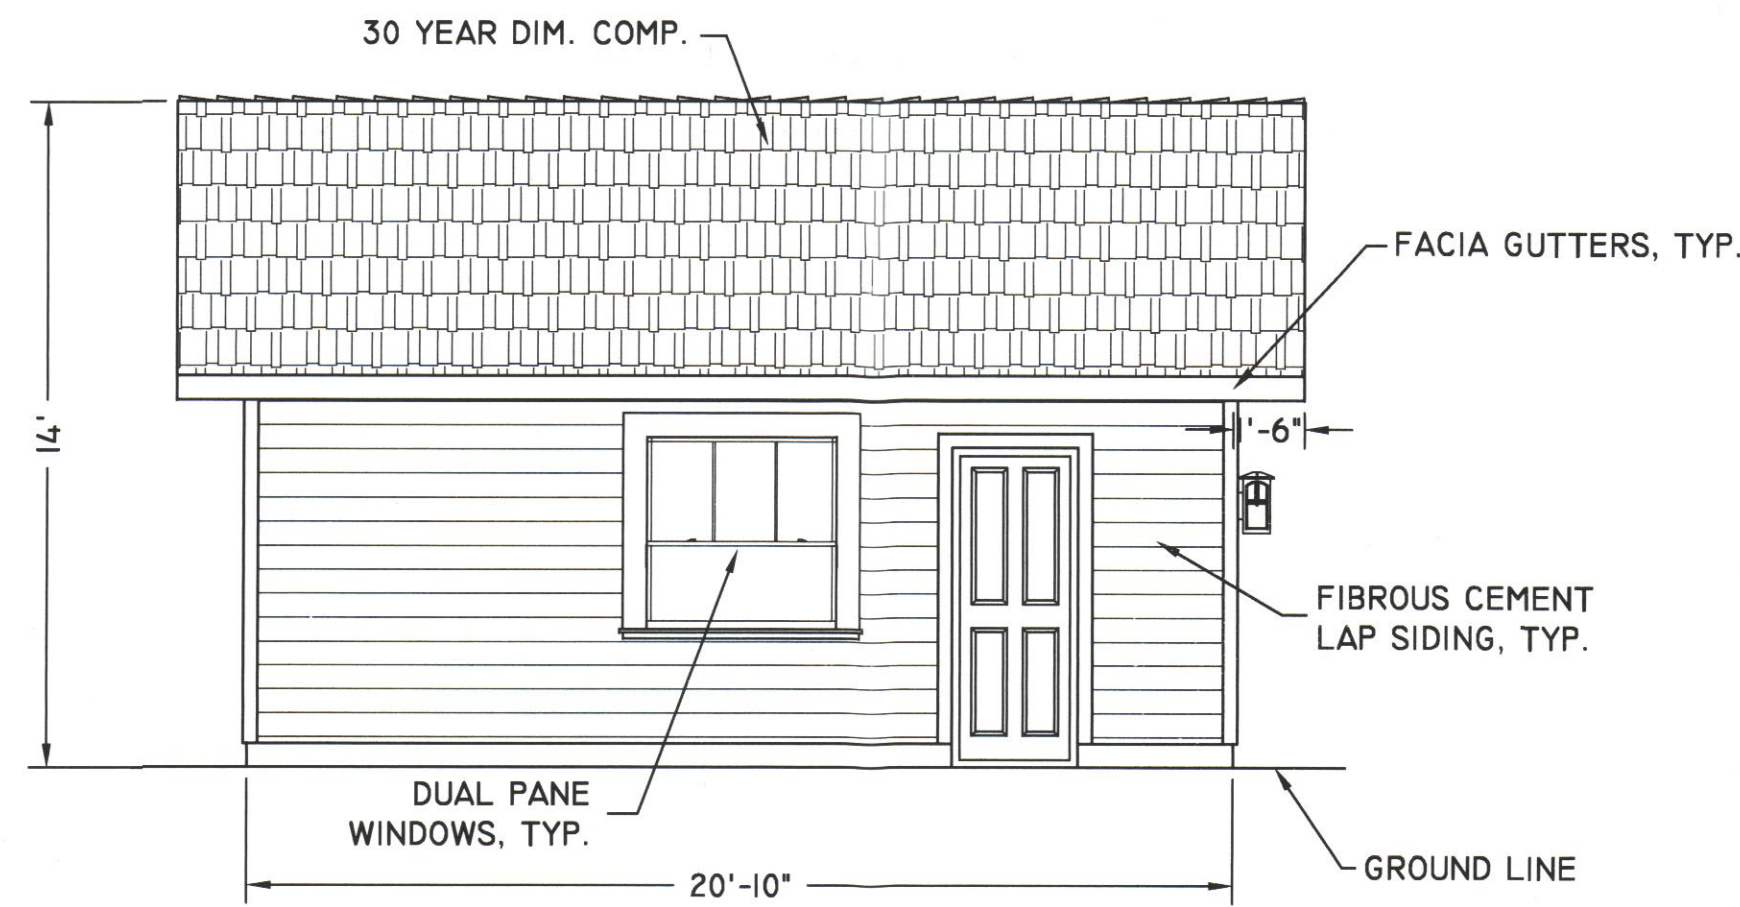 30 YEAR DIM. COMP.
FACIA GUTTERS, TYP.
14'
1'-6"
FIBROUS CEMENT
LAP SIDING, TYP.
DUAL PANE
WINDOWS, TYP.
GROUND LINE
20'-10"